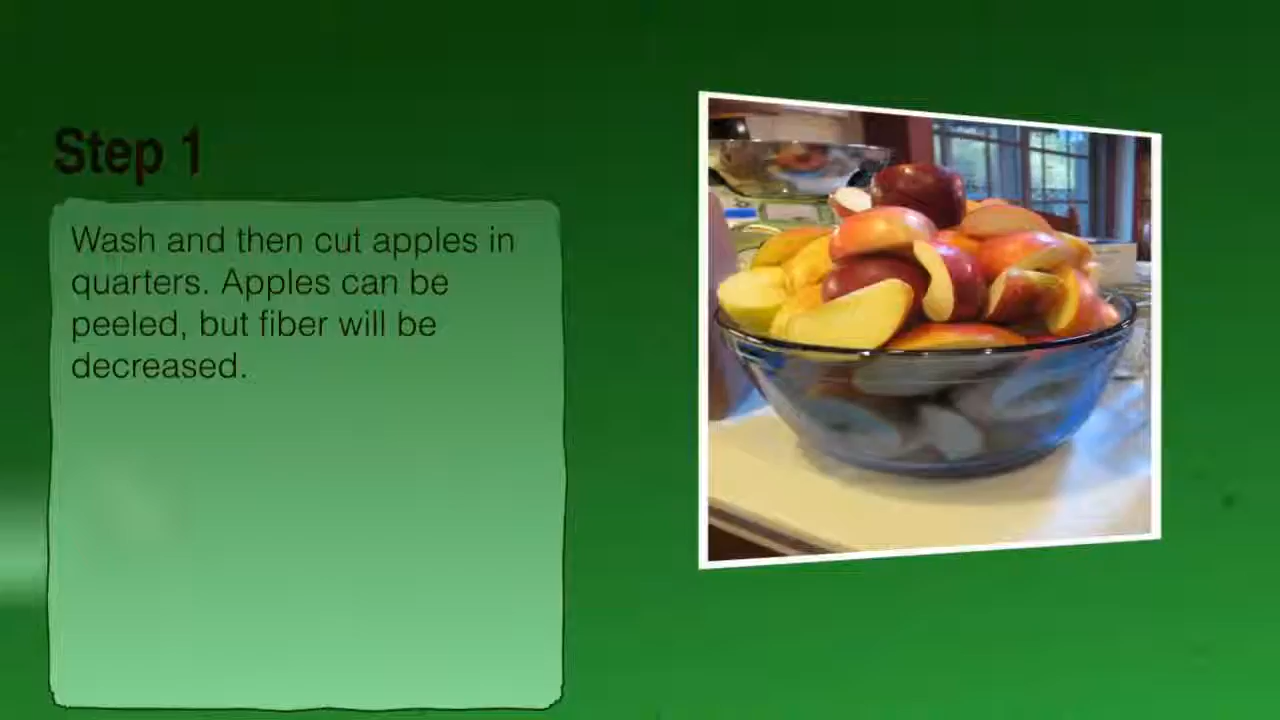 Step 1
Wash and then cut apples in
quarters. Apples can be
peeled, but fiber will be
decreased.